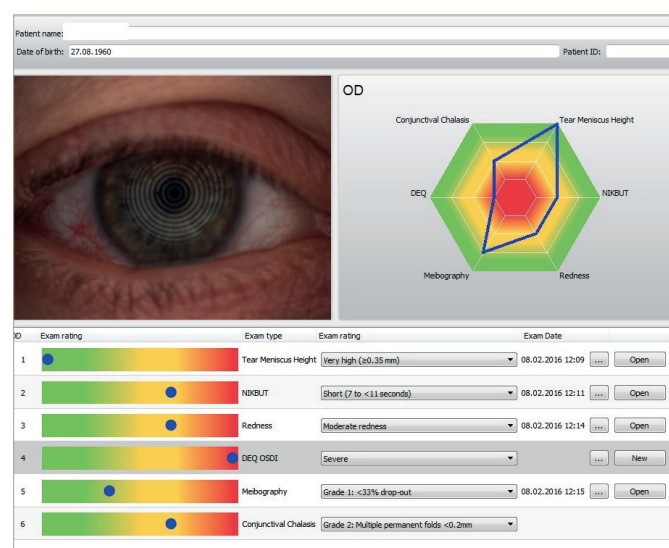 Patient name:
Date of birth: 27.08.1960 Patient ID:
OD
Conjunctival Chalasis Tear Meniscus Height
DEQ NIKBUT
Meibography Redness
OD Exam rating Exam type Exam rating Exam Date
1 Tear Meniscus Height Very high (≥0.35 mm) 08.02.2016 12:09 ... Open
2 NIKBUT Short (7 to <11 seconds) 08.02.2016 12:11 ... Open
3 Redness Moderate redness 08.02.2016 12:14 ... Open
4 DEQ OSDI Severe ... New
5 Meibography Grade 1: <33% drop-out 08.02.2016 12:15 ... Open
6 Conjunctival Chalasis Grade 2: Multiple permanent folds <0.2mm